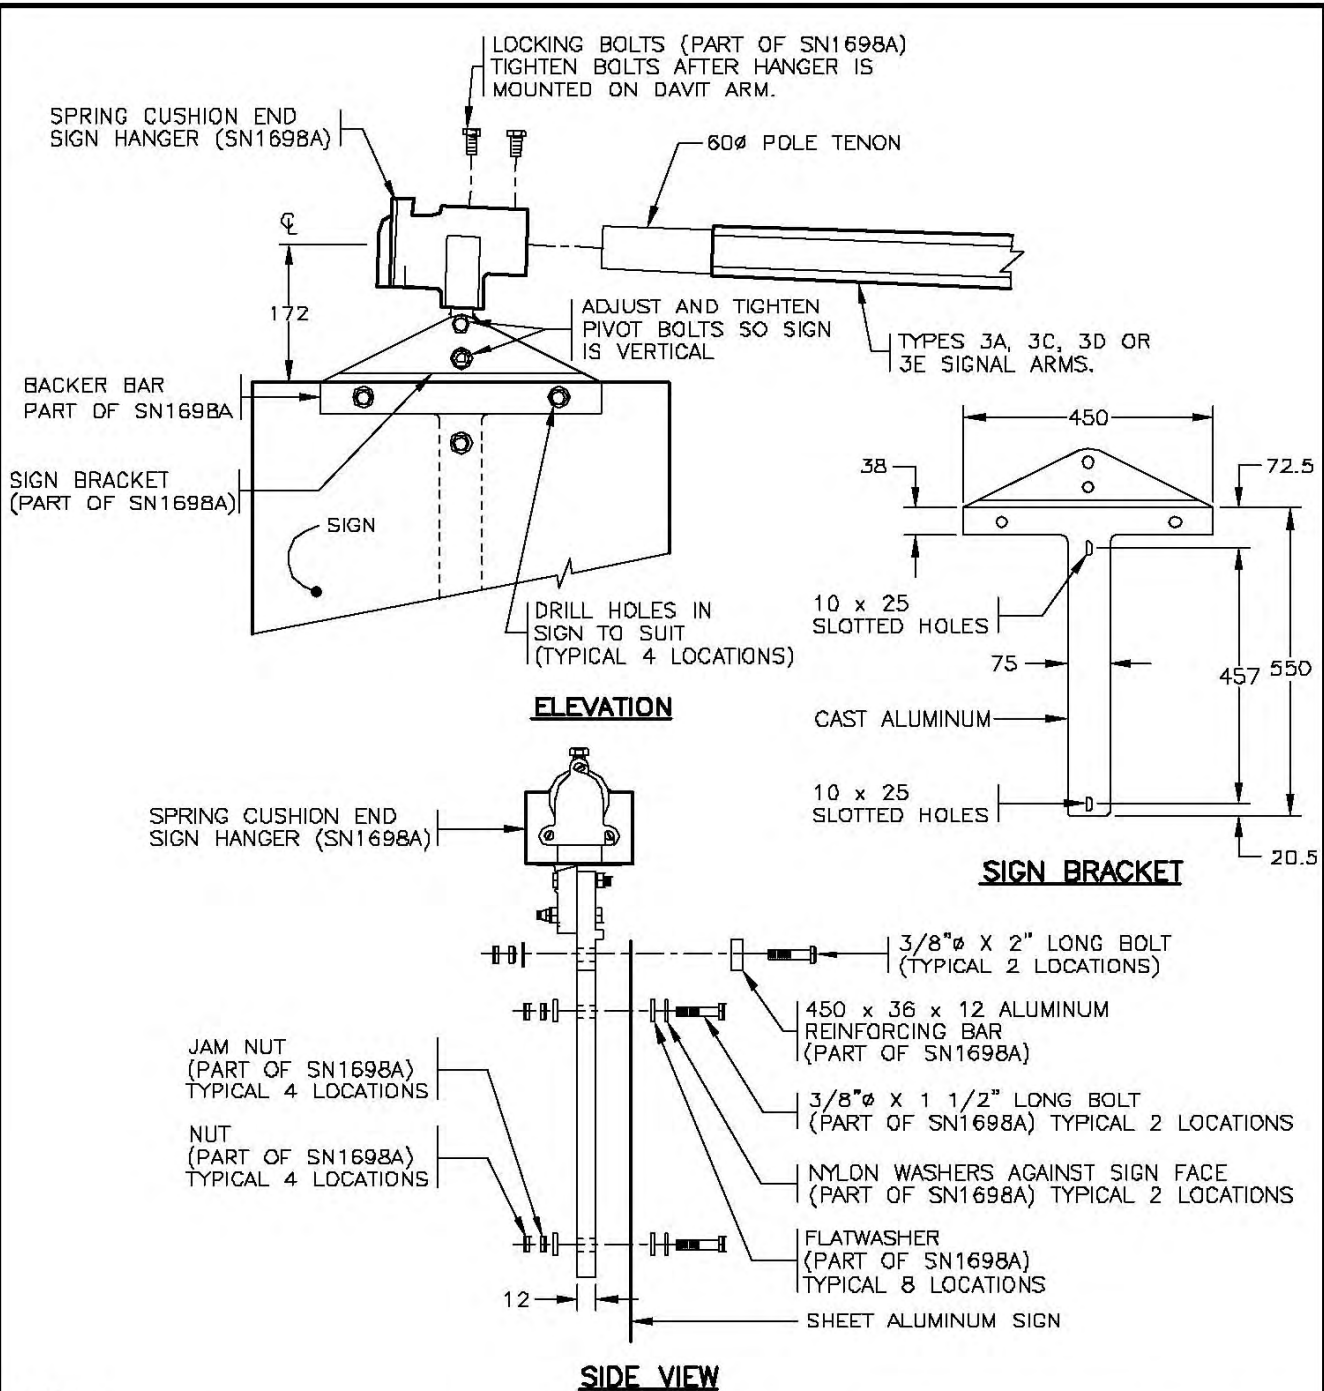 LOCKING BOLTS (PART OF SN1698A)
TIGHTEN BOLTS AFTER HANGER IS
MOUNTED ON DAVIT ARM.
SPRING CUSHION END
SIGN HANGER (SN1698A)
60ø POLE TENON
℄
172
ADJUST AND TIGHTEN
PIVOT BOLTS SO SIGN
IS VERTICAL
TYPES 3A, 3C, 3D OR
3E SIGNAL ARMS.
BACKER BAR
PART OF SN1698A
SIGN BRACKET
(PART OF SN1698A)
SIGN
DRILL HOLES IN
SIGN TO SUIT
(TYPICAL 4 LOCATIONS)
ELEVATION
450
38
72.5
10 x 25
SLOTTED HOLES
75
457
550
CAST ALUMINUM
10 x 25
SLOTTED HOLES
20.5
SIGN BRACKET
SPRING CUSHION END
SIGN HANGER (SN1698A)
3/8"ø X 2" LONG BOLT
(TYPICAL 2 LOCATIONS)
450 x 36 x 12 ALUMINUM
REINFORCING BAR
(PART OF SN1698A)
JAM NUT
(PART OF SN1698A)
TYPICAL 4 LOCATIONS
3/8"ø X 1 1/2" LONG BOLT
(PART OF SN1698A) TYPICAL 2 LOCATIONS
NUT
(PART OF SN1698A)
TYPICAL 4 LOCATIONS
NYLON WASHERS AGAINST SIGN FACE
(PART OF SN1698A) TYPICAL 2 LOCATIONS
FLATWASHER
(PART OF SN1698A)
TYPICAL 8 LOCATIONS
12
SHEET ALUMINUM SIGN
SIDE VIEW